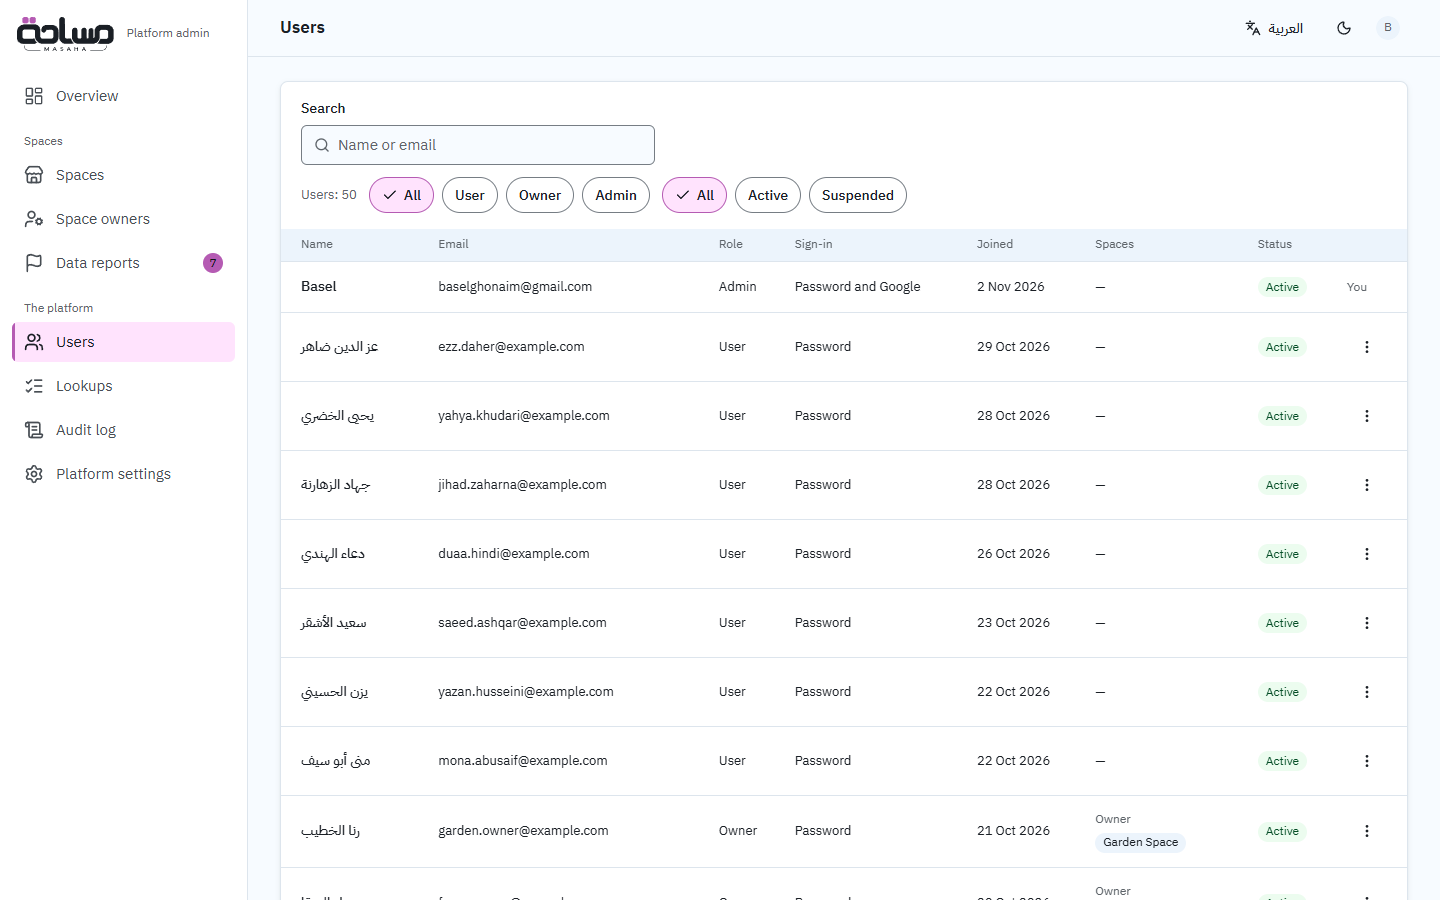 مساحة
MASAHA
Platform admin
Users
العربية
B
Overview
Spaces
Spaces
Space owners
Data reports 7
The platform
Users
Lookups
Audit log
Platform settings
Search
Name or email
Users: 50 All User Owner Admin All Active Suspended
Name Email Role Sign-in Joined Spaces Status
Basel baselghonaim@gmail.com Admin Password and Google 2 Nov 2026 — Active You
عز الدين ضاهر ezz.daher@example.com User Password 29 Oct 2026 — Active
يحيى الخضري yahya.khudari@example.com User Password 28 Oct 2026 — Active
جهاد الزهارنة jihad.zaharna@example.com User Password 28 Oct 2026 — Active
دعاء الهندي duaa.hindi@example.com User Password 26 Oct 2026 — Active
سعيد الأشقر saeed.ashqar@example.com User Password 23 Oct 2026 — Active
يزن الحسيني yazan.husseini@example.com User Password 22 Oct 2026 — Active
منى أبو سيف mona.abusaif@example.com User Password 22 Oct 2026 — Active
رنا الخطيب garden.owner@example.com Owner Password 21 Oct 2026 Owner Garden Space Active
Owner